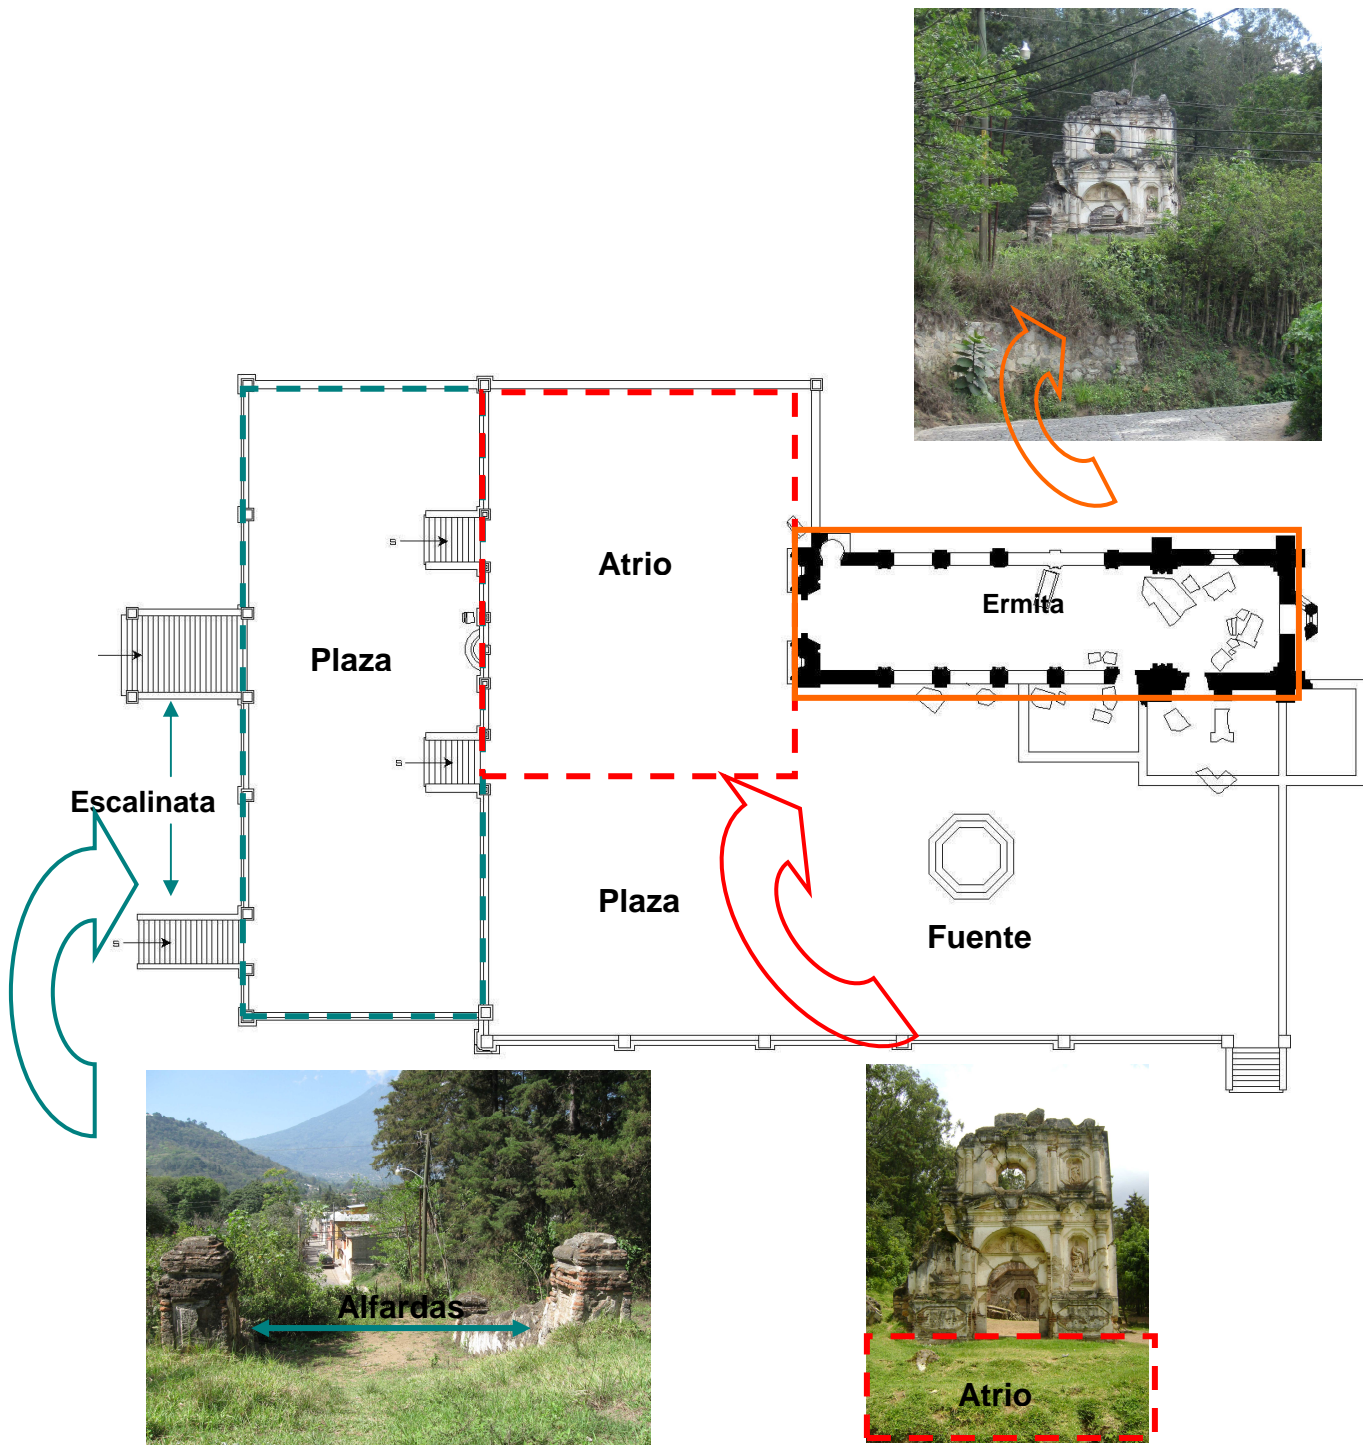 Atrio
Ermita
S
Plaza
S
Escalinata
Plaza
Fuente
S
Alfardas
Atrio